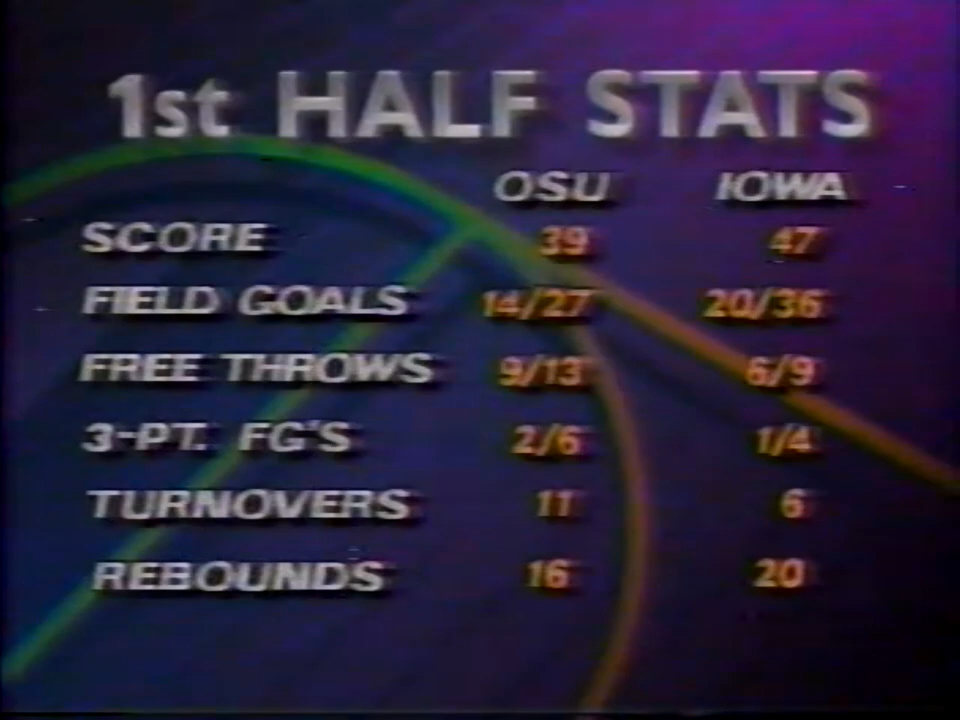 1st HALF STATS
OSU IOWA
SCORE 39 47
FIELD GOALS 14/27 20/36
FREE THROWS 9/13 6/9
3-PT. FG'S 2/6 1/4
TURNOVERS 11 6
REBOUNDS 16 20